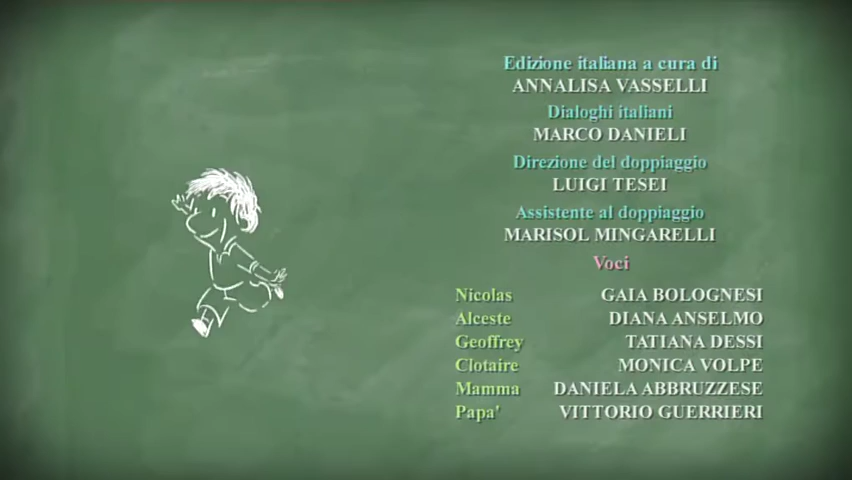 Edizione italiana a cura di
ANNALISA VASSELLI
Dialoghi italiani
MARCO DANIELI
Direzione del doppiaggio
LUIGI TESEI
Assistente al doppiaggio
MARISOL MINGARELLI
Voci
Nicolas GAIA BOLOGNESI
Alceste DIANA ANSELMO
Geoffrey TATIANA DESSI
Clotaire MONICA VOLPE
Mamma DANIELA ABBRUZZESE
Papa' VITTORIO GUERRIERI